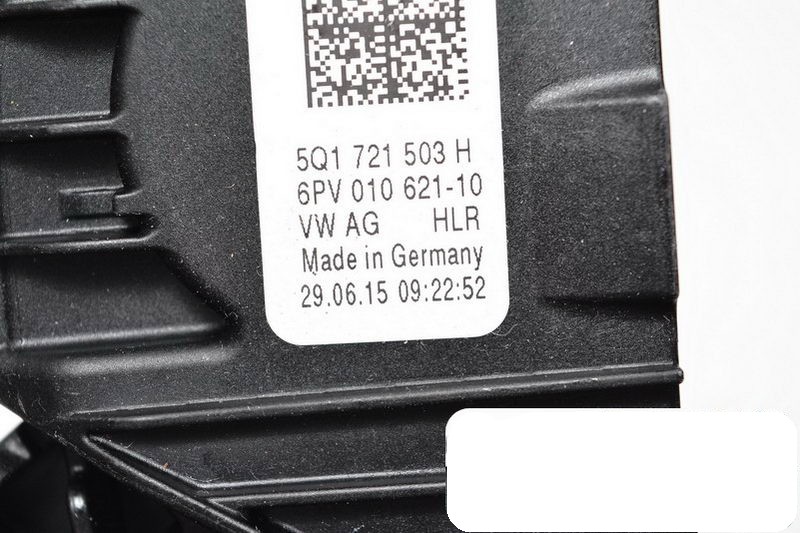 5Q1 721 503 H
6PV 010 621-10
VW AG HLR
Made in Germany
29.06.15 09:22:52